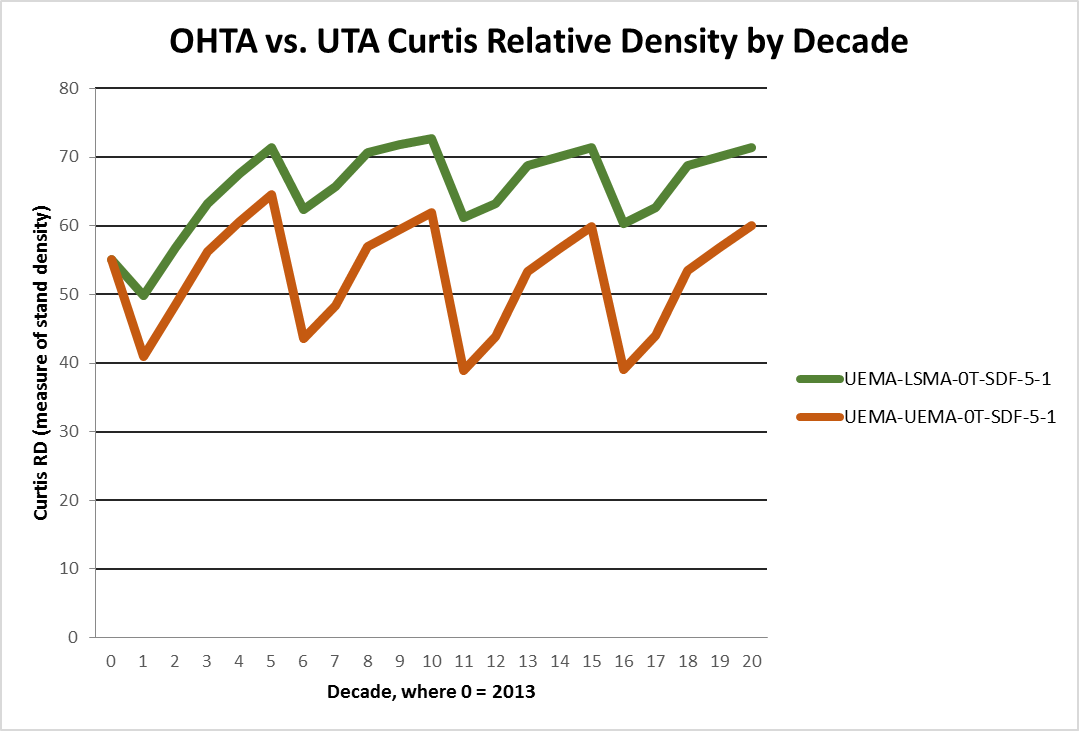 OHTA vs. UTA Curtis Relative Density by Decade
80
70
60
50
40
30
20
10
0
Curtis RD (measure of stand density)
0 1 2 3 4 5 6 7 8 9 10 11 12 13 14 15 16 17 18 19 20
Decade, where 0 = 2013
UEMA-LSMA-0T-SDF-5-1
UEMA-UEMA-0T-SDF-5-1